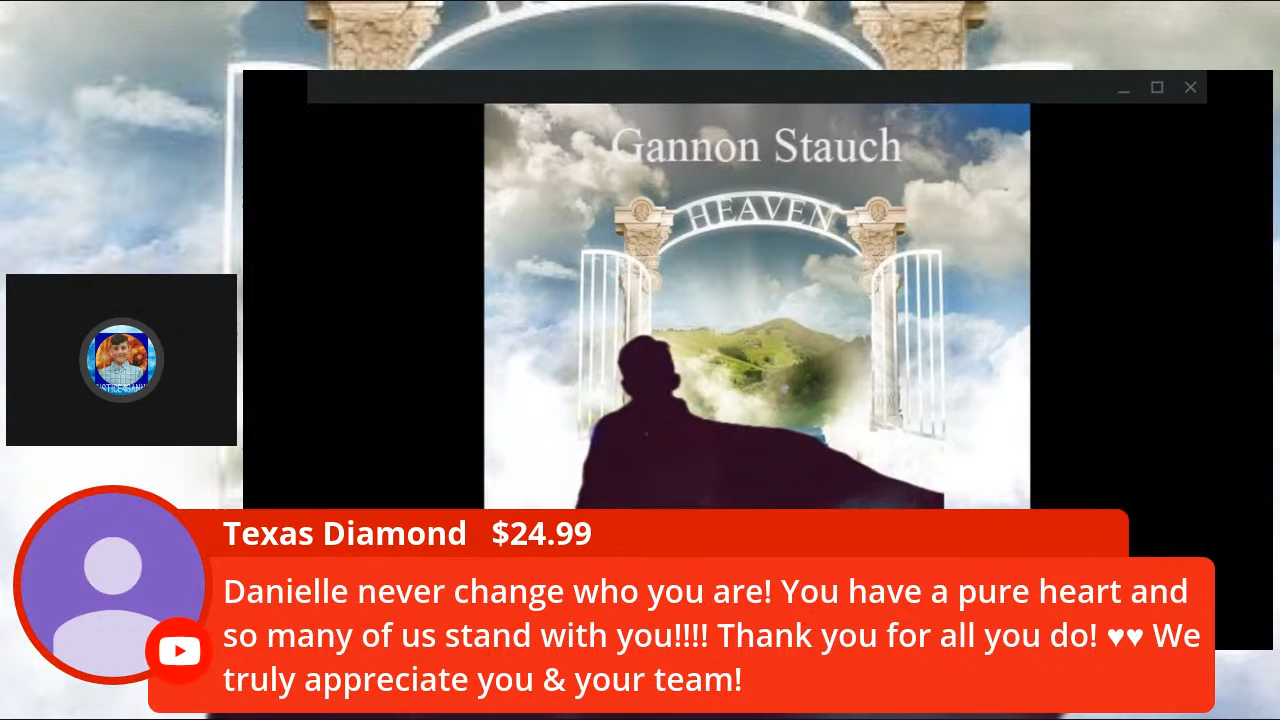 Gannon Stauch
HEAVEN
Texas Diamond $24.99
Danielle never change who you are! You have a pure heart and
so many of us stand with you!!!! Thank you for all you do! ♥♥ We
truly appreciate you & your team!